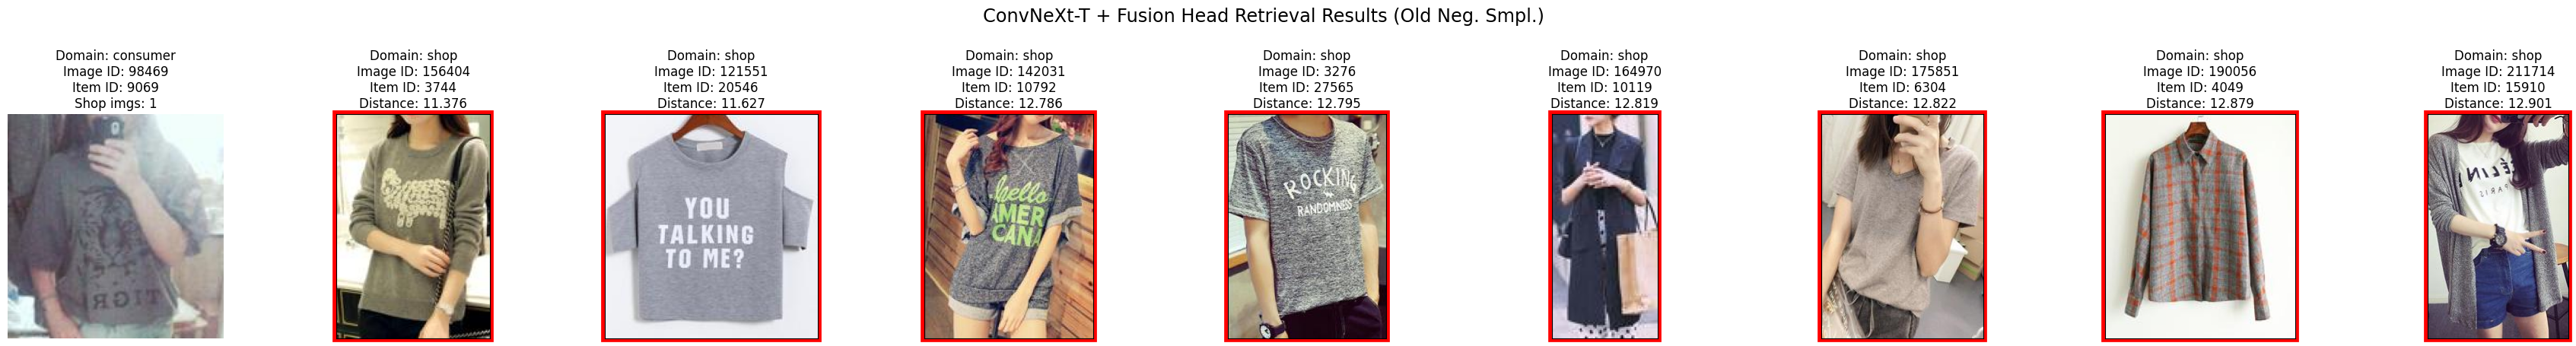 ConvNeXt-T + Fusion Head Retrieval Results (Old Neg. Smpl.)
Domain: consumer
Image ID: 98469
Item ID: 9069
Shop imgs: 1
Domain: shop
Image ID: 156404
Item ID: 3744
Distance: 11.376
Domain: shop
Image ID: 121551
Item ID: 20546
Distance: 11.627
Domain: shop
Image ID: 142031
Item ID: 10792
Distance: 12.786
Domain: shop
Image ID: 3276
Item ID: 27565
Distance: 12.795
Domain: shop
Image ID: 164970
Item ID: 10119
Distance: 12.819
Domain: shop
Image ID: 175851
Item ID: 6304
Distance: 12.822
Domain: shop
Image ID: 190056
Item ID: 4049
Distance: 12.879
Domain: shop
Image ID: 211714
Item ID: 15910
Distance: 12.901
TIGRI
YOU
TALKING
TO ME?
hello
AMERI
CANA
ROCKING
RANDOMNESS
PARIS